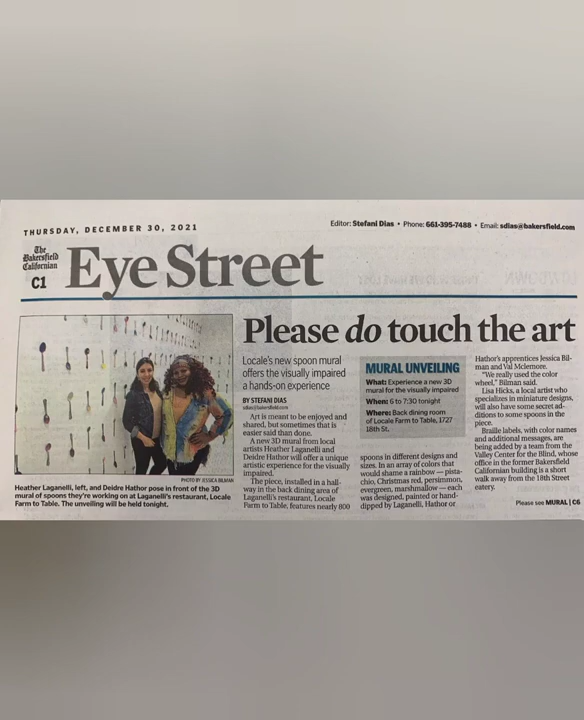 THURSDAY, DECEMBER 30, 2021
Editor: Stefani Dias • Phone: 661-395-7488 • Email: sdias@bakersfield.com
The
Bakersfield
Californian
C1
Eye Street
Please do touch the art
PHOTO BY JESSICA BILMAN
Heather Laganelli, left, and Deidre Hathor pose in front of the 3D
mural of spoons they're working on at Laganelli's restaurant, Locale
Farm to Table. The unveiling will be held tonight.
Locale's new spoon mural
offers the visually impaired
a hands-on experience
BY STEFANI DIAS
sdias@bakersfield.com
Art is meant to be enjoyed and
shared, but sometimes that is
easier said than done.
A new 3D mural from local
artists Heather Laganelli and
Deidre Hathor will offer a unique
artistic experience for the visually
impaired.
The piece, installed in a hall-
way in the back dining area of
Laganelli's restaurant, Locale
Farm to Table, features nearly 800
MURAL UNVEILING
What: Experience a new 3D
mural for the visually impaired
When: 6 to 7:30 tonight
Where: Back dining room
of Locale Farm to Table, 1727
18th St.
spoons in different designs and
sizes. In an array of colors that
would shame a rainbow — pista-
chio, Christmas red, persimmon,
evergreen, marshmallow — each
was designed, painted or hand-
dipped by Laganelli, Hathor or
Hathor's apprentices Jessica Bil-
man and Val Mclemore.
"We really used the color
wheel," Bilman said.
Lisa Hicks, a local artist who
specializes in miniature designs,
will also have some secret ad-
ditions to some spoons in the
piece.
Braille labels, with color names
and additional messages, are
being added by a team from the
Valley Center for the Blind, whose
office in the former Bakersfield
Californian building is a short
walk away from the 18th Street
eatery.
Please see MURAL | C6